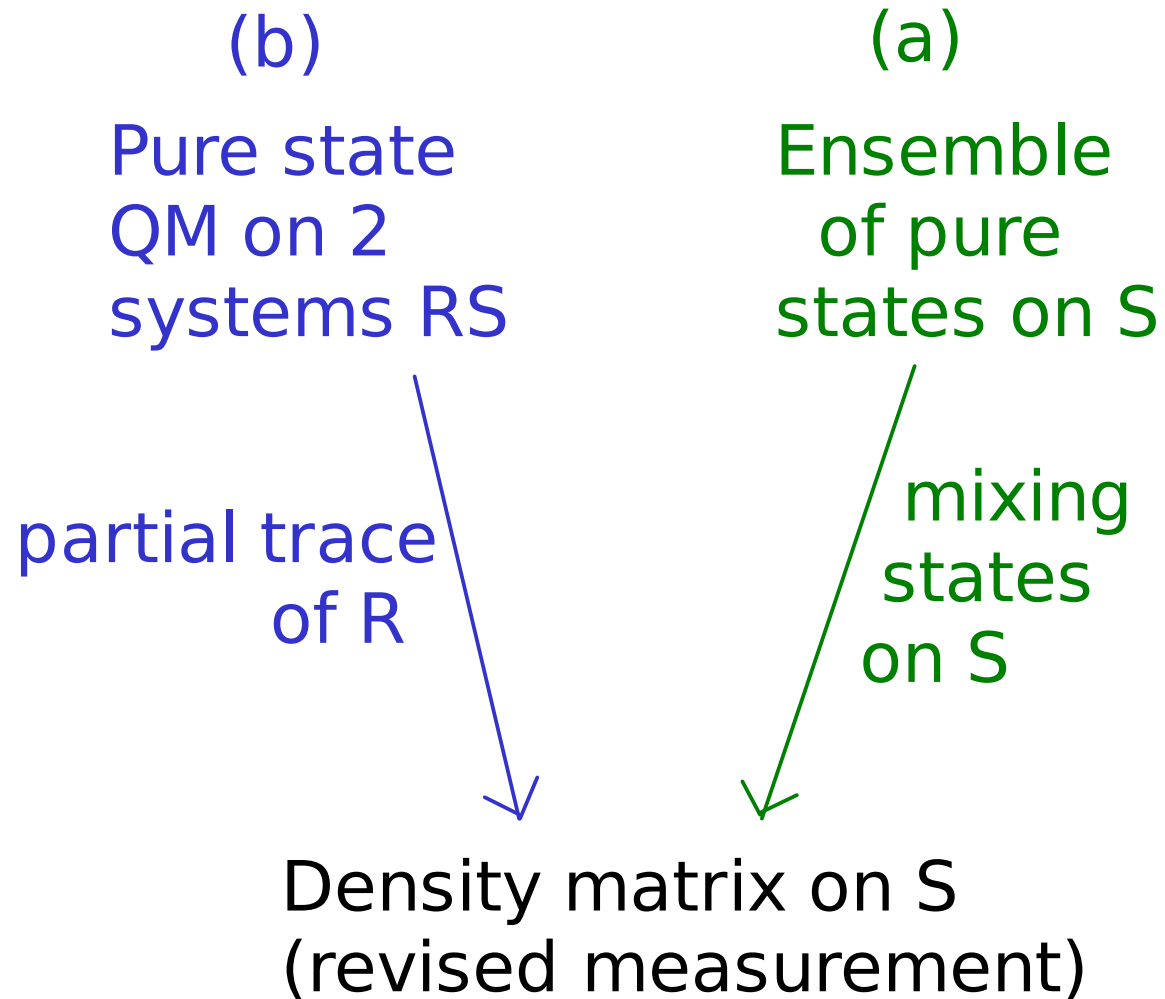 (b)
Pure state
QM on 2
systems RS
partial trace
of R
(a)
Ensemble
of pure
states on S
mixing
states
on S
Density matrix on S
(revised measurement)